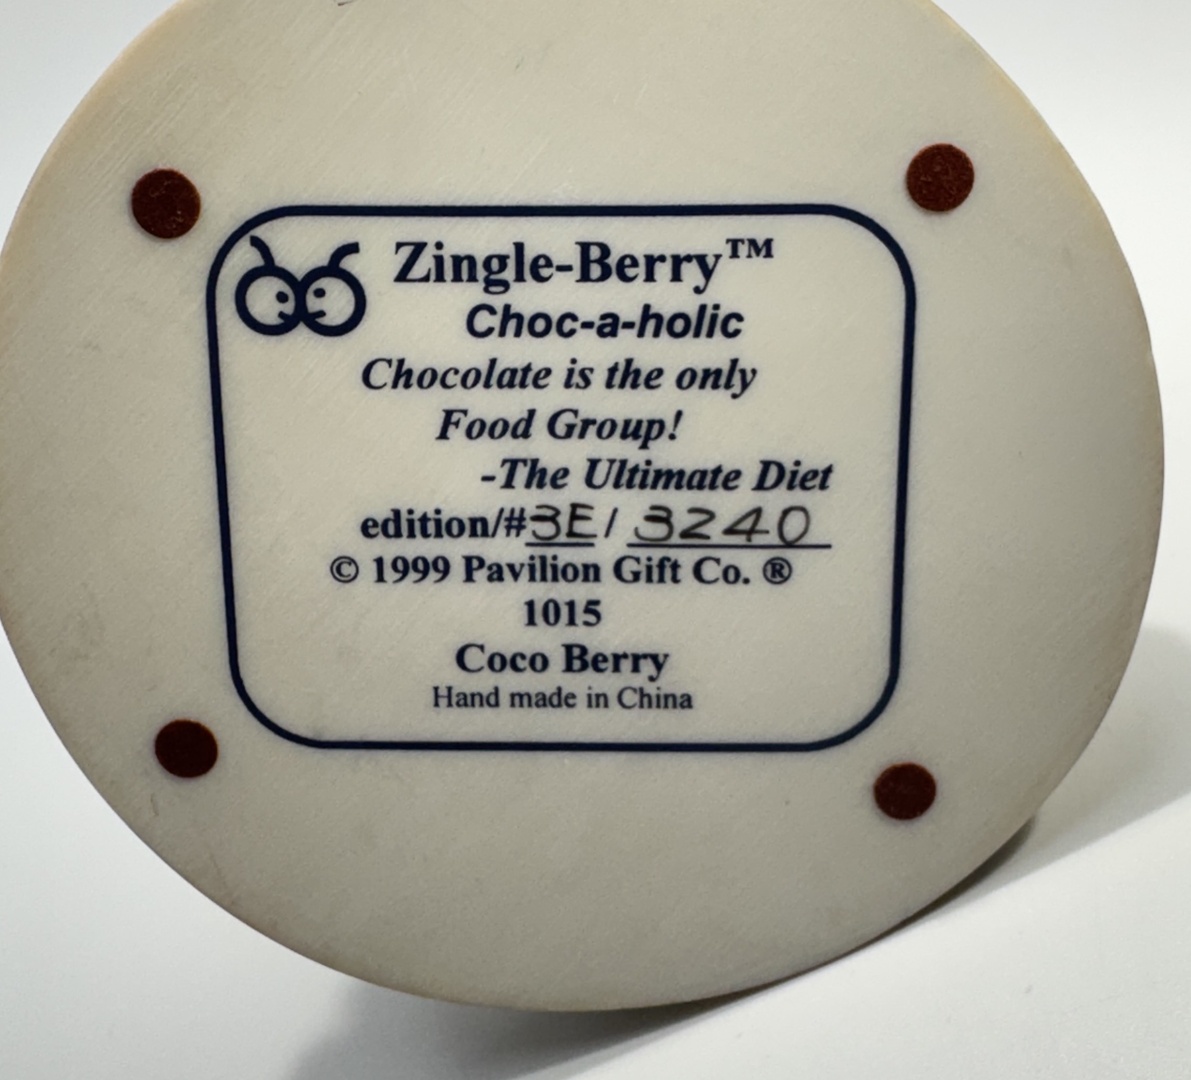 Zingle-Berry™
Choc-a-holic
Chocolate is the only
Food Group!
-The Ultimate Diet
edition/#3E/ 3240
© 1999 Pavilion Gift Co. ®
1015
Coco Berry
Hand made in China